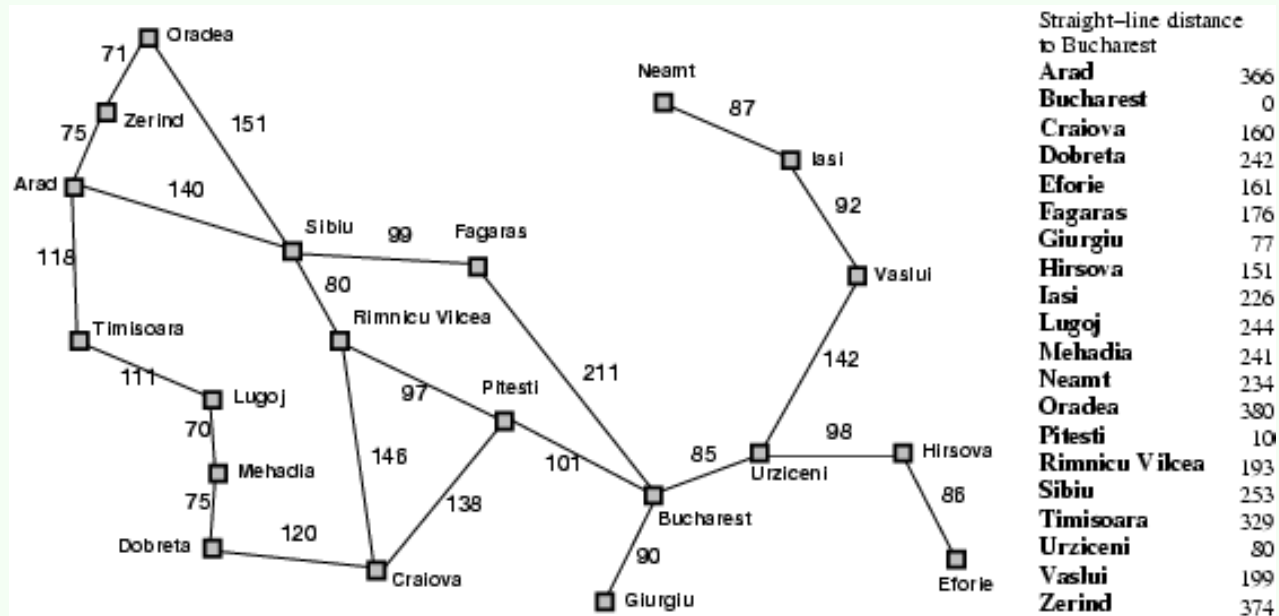 Oradea
71
Neamt
87
Zerind
151
75
Iasi
Arad
140
92
Sibiu
99
Fagaras
118
80
Vaslui
Timisoara
Rimnicu Vilcea
142
111
211
Lugoj
97
Pitesti
70
98
Hirsova
146
85
Mehadia
101
Urziceni
75
138
86
Bucharest
Dobreta
120
90
Eforie
Craiova
Giurgiu
Straight–line distance
to Bucharest
Arad 366
Bucharest 0
Craiova 160
Dobreta 242
Eforie 161
Fagaras 176
Giurgiu 77
Hirsova 151
Iasi 226
Lugoj 244
Mehadia 241
Neamt 234
Oradea 380
Pitesti 10
Rimnicu Vilcea 193
Sibiu 253
Timisoara 329
Urziceni 80
Vaslui 199
Zerind 374